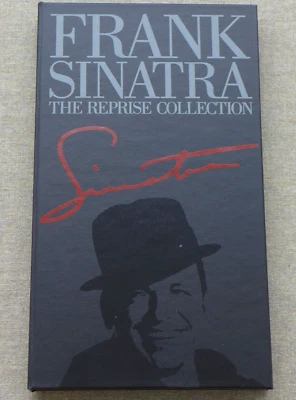 FRANK
SINATRA
THE REPRISE COLLECTION
Sinatra